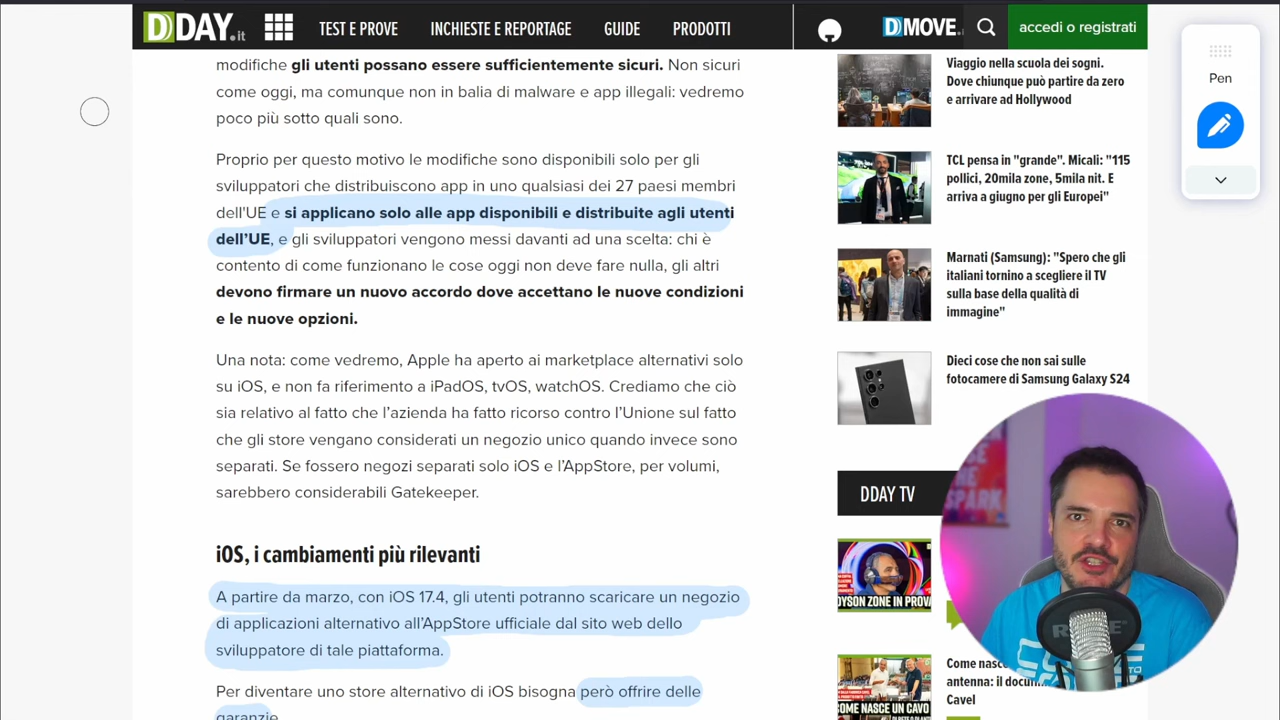 DDAY.it
TEST E PROVE
INCHIESTE E REPORTAGE
GUIDE
PRODOTTI
DMOVE.
accedi o registrati
Pen
modifiche gli utenti possano essere sufficientemente sicuri. Non sicuri
come oggi, ma comunque non in balia di malware e app illegali: vedremo
poco più sotto quali sono.
Proprio per questo motivo le modifiche sono disponibili solo per gli
sviluppatori che distribuiscono app in uno qualsiasi dei 27 paesi membri
dell'UE e si applicano solo alle app disponibili e distribuite agli utenti
dell'UE, e gli sviluppatori vengono messi davanti ad una scelta: chi è
contento di come funzionano le cose oggi non deve fare nulla, gli altri
devono firmare un nuovo accordo dove accettano le nuove condizioni
e le nuove opzioni.
Una nota: come vedremo, Apple ha aperto ai marketplace alternativi solo
su iOS, e non fa riferimento a iPadOS, tvOS, watchOS. Crediamo che ciò
sia relativo al fatto che l'azienda ha fatto ricorso contro l'Unione sul fatto
che gli store vengano considerati un negozio unico quando invece sono
separati. Se fossero negozi separati solo iOS e l'AppStore, per volumi,
sarebbero considerabili Gatekeeper.
iOS, i cambiamenti più rilevanti
A partire da marzo, con iOS 17.4, gli utenti potranno scaricare un negozio
di applicazioni alternativo all'AppStore ufficiale dal sito web dello
sviluppatore di tale piattaforma.
Per diventare uno store alternativo di iOS bisogna però offrire delle
garanzie
Viaggio nella scuola dei sogni.
Dove chiunque può partire da zero
e arrivare ad Hollywood
TCL pensa in "grande". Micali: "115
pollici, 20mila zone, 5mila nit. E
arriva a giugno per gli Europei"
Marnati (Samsung): "Spero che gli
italiani tornino a scegliere il TV
sulla base della qualità di
immagine"
Dieci cose che non sai sulle
fotocamere di Samsung Galaxy S24
DDAY TV
DYSON ZONE IN PROVA
Come nasc
antenna: il docum
Cavel
COME NASCE UN CAVO